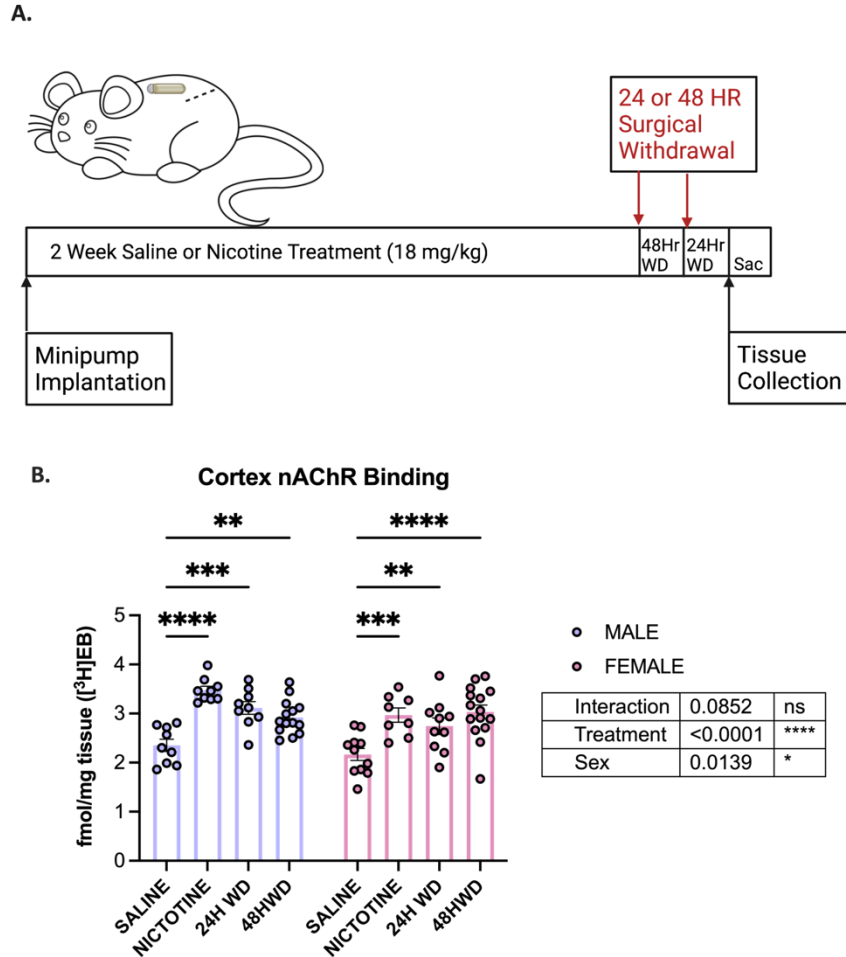 A.
24 or 48 HR
Surgical
Withdrawal
2 Week Saline or Nicotine Treatment (18 mg/kg)
48Hr
WD
24Hr
WD
Sac
Minipump
Implantation
Tissue
Collection
B.
Cortex nAChR Binding
** ****
*** **
**** ***
fmol/mg tissue ([³H]EB)
5
4
3
2
1
0
SALINE
NICTOTINE
24H WD
48HWD
SALINE
NICTOTINE
24H WD
48HWD
MALE
FEMALE
Interaction 0.0852 ns
Treatment <0.0001 ****
Sex 0.0139 *